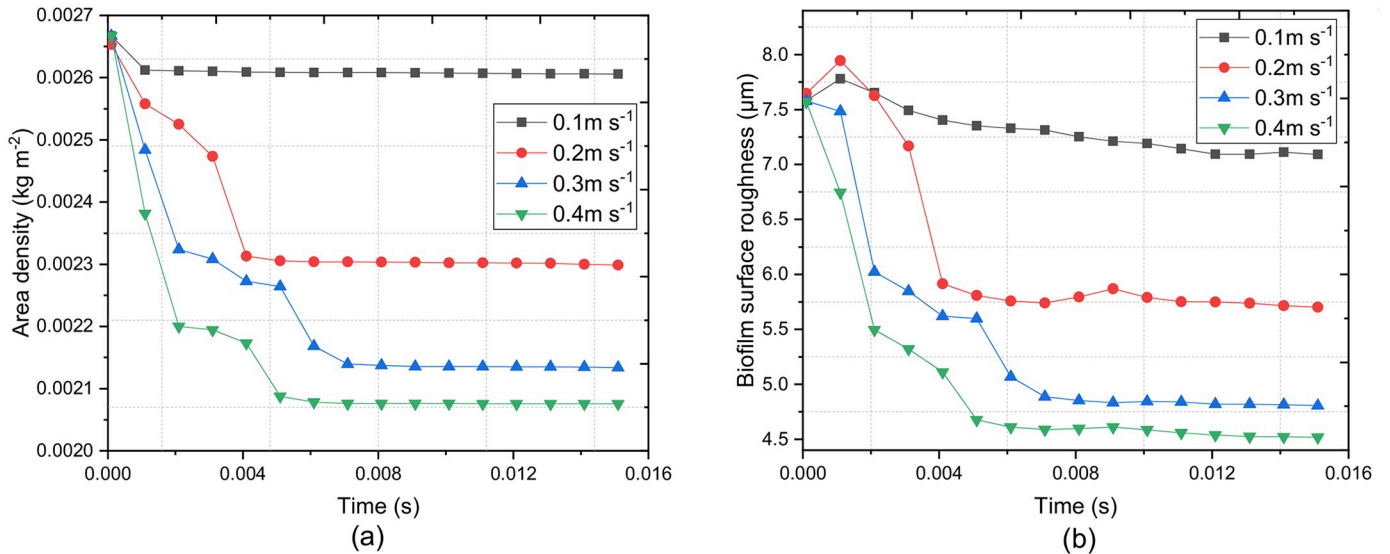 0.0027
0.0026
0.0025
0.0024
0.0023
0.0022
0.0021
0.0020
Area density (kg m⁻²)
0.1m s⁻¹
0.2m s⁻¹
0.3m s⁻¹
0.4m s⁻¹
0.000 0.004 0.008 0.012 0.016
Time (s)
(a)
8.0
7.5
7.0
6.5
6.0
5.5
5.0
4.5
Biofilm surface roughness (μm)
0.1m s⁻¹
0.2m s⁻¹
0.3m s⁻¹
0.4m s⁻¹
0.000 0.004 0.008 0.012 0.016
Time (s)
(b)